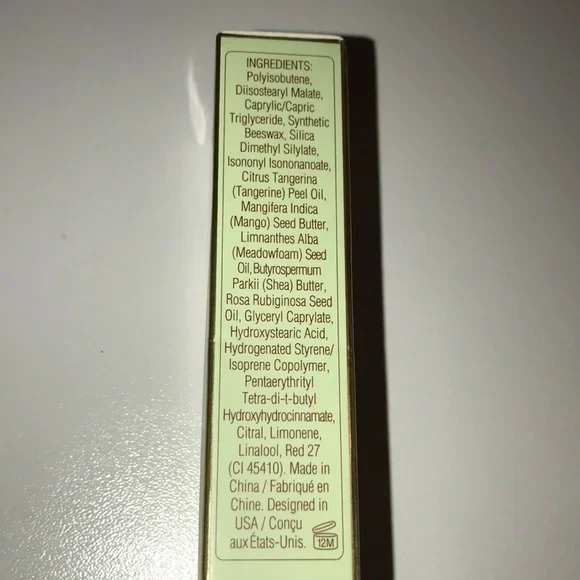 INGREDIENTS:
Polyisobutene,
Diisostearyl Malate,
Caprylic/Capric
Triglyceride, Synthetic
Beeswax, Silica
Dimethyl Silylate,
Isononyl Isononanoate,
Citrus Tangerina
(Tangerine) Peel Oil,
Mangifera Indica
(Mango) Seed Butter,
Limnanthes Alba
(Meadowfoam) Seed
Oil, Butyrospermum
Parkii (Shea) Butter,
Rosa Rubiginosa Seed
Oil, Glyceryl Caprylate,
Hydroxystearic Acid,
Hydrogenated Styrene/
Isoprene Copolymer,
Pentaerythrityl
Tetra-di-t-butyl
Hydroxyhydrocinnamate,
Citral, Limonene,
Linalool, Red 27
(CI 45410). Made in
China / Fabriqué en
Chine. Designed in
USA / Conçu
aux États-Unis. 12M